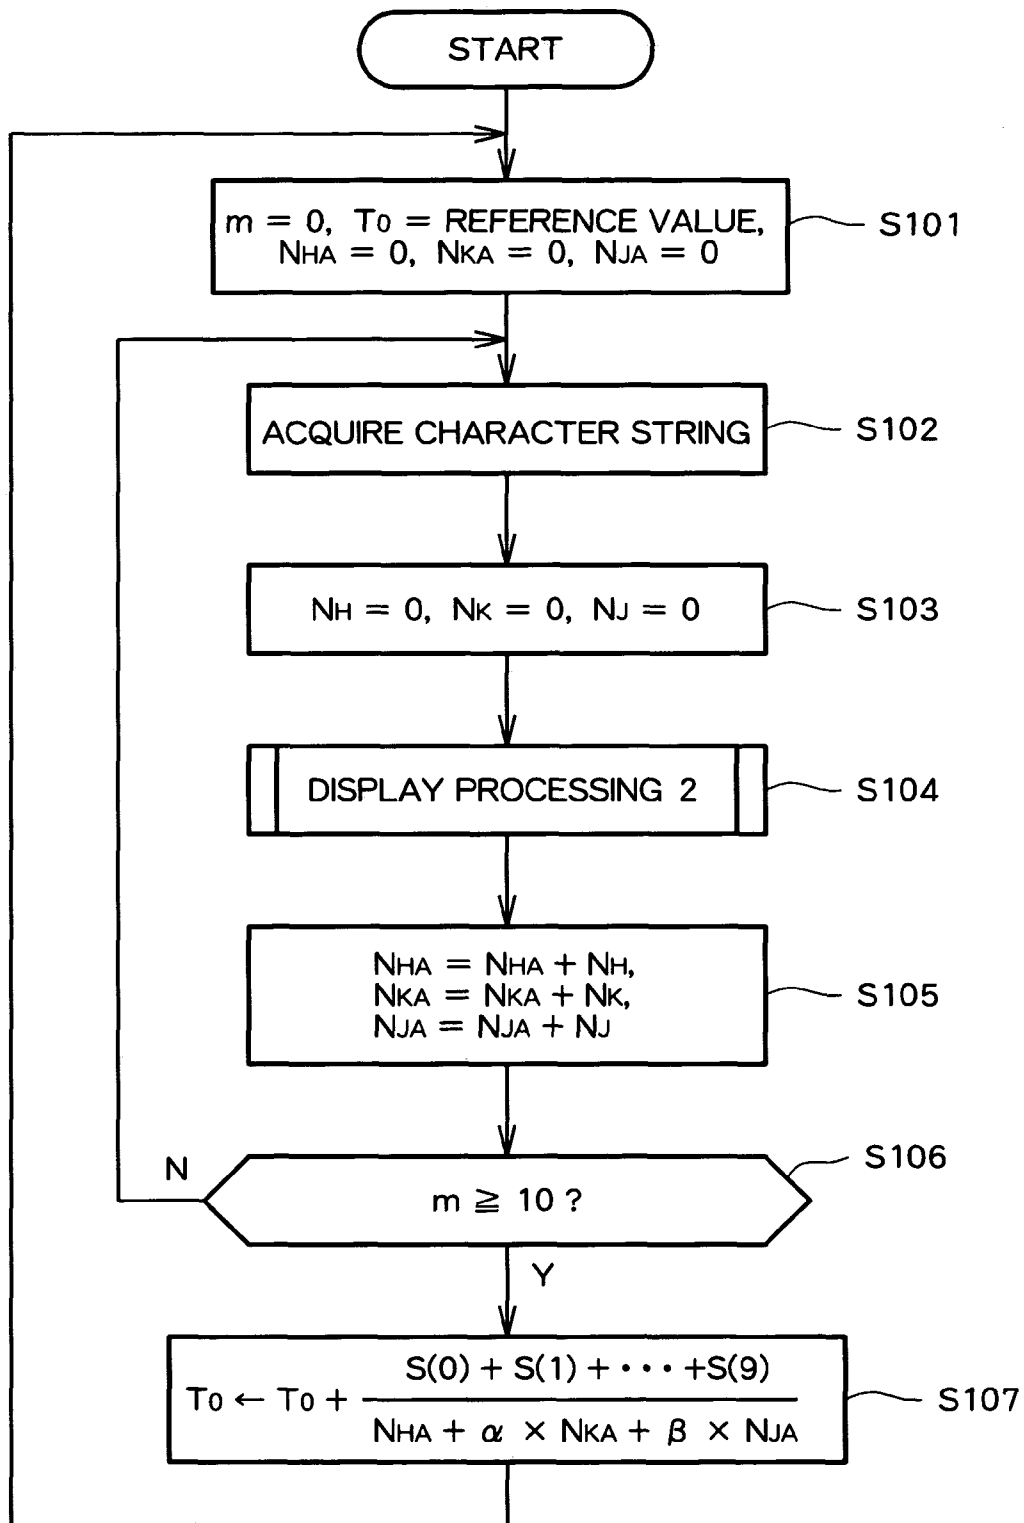 START
m = 0, T0 = REFERENCE VALUE,
NHA = 0, NKA = 0, NJA = 0
S101
ACQUIRE CHARACTER STRING
S102
NH = 0, NK = 0, NJ = 0
S103
DISPLAY PROCESSING 2
S104
NHA = NHA + NH,
NKA = NKA + NK,
NJA = NJA + NJ
S105
S106
N
m ≧ 10 ?
Y
S(0) + S(1) + ・・・ +S(9)
T0 ← T0 +
NHA + α × NKA + β × NJA
S107